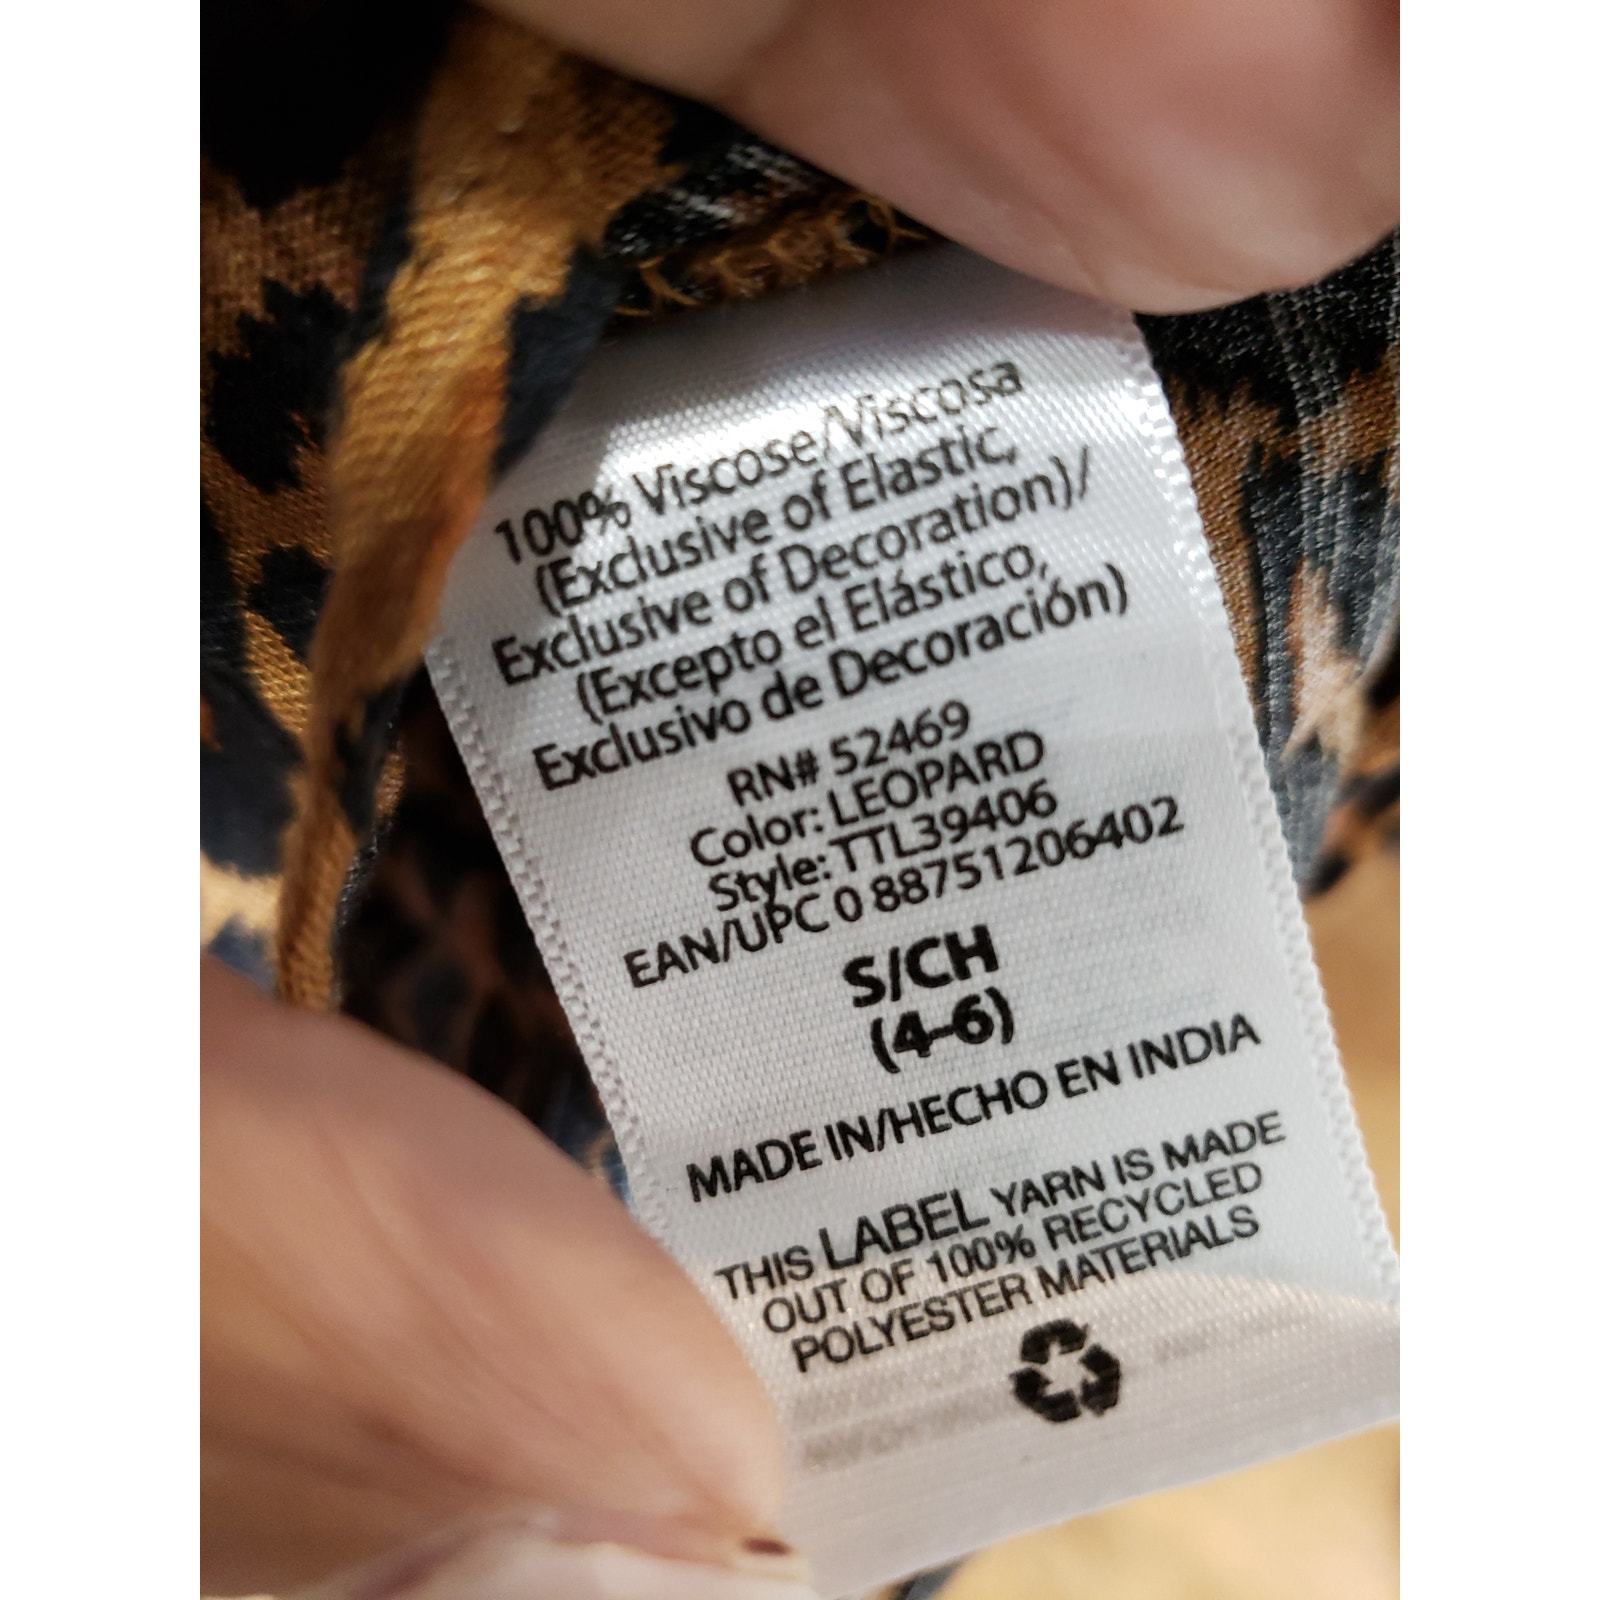 100% Viscose/Viscosa
(Exclusive of Elastic,
Exclusive of Decoration)/
(Excepto el Elástico,
Exclusivo de Decoración)
RN# 52469
Color: LEOPARD
Style: TTL39406
EAN/UPC 0 88751206402
S/CH
(4-6)
MADE IN/HECHO EN INDIA
THIS LABEL YARN IS MADE
OUT OF 100% RECYCLED
POLYESTER MATERIALS